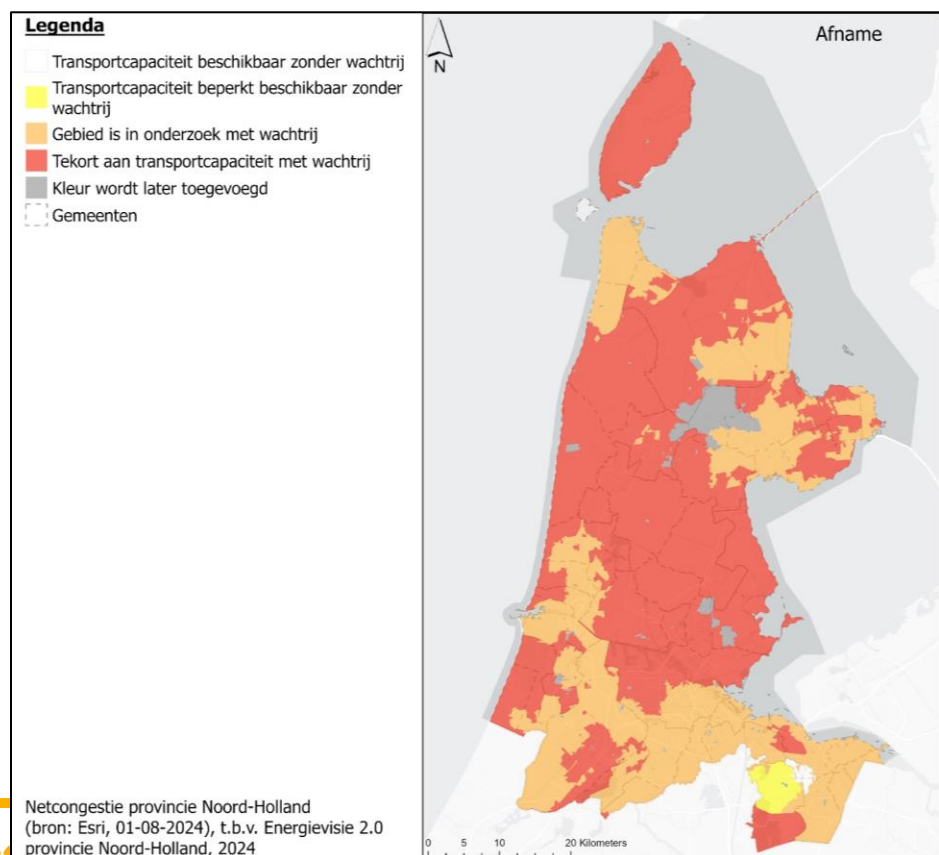 Legenda
Transportcapaciteit beschikbaar zonder wachtrij
Transportcapaciteit beperkt beschikbaar zonder
wachtrij
Gebied is in onderzoek met wachtrij
Tekort aan transportcapaciteit met wachtrij
Kleur wordt later toegevoegd
Gemeenten
Netcongestie provincie Noord-Holland
(bron: Esri, 01-08-2024), t.b.v. Energievisie 2.0
provincie Noord-Holland, 2024
Afname
N
0 5 10 20 Kilometers